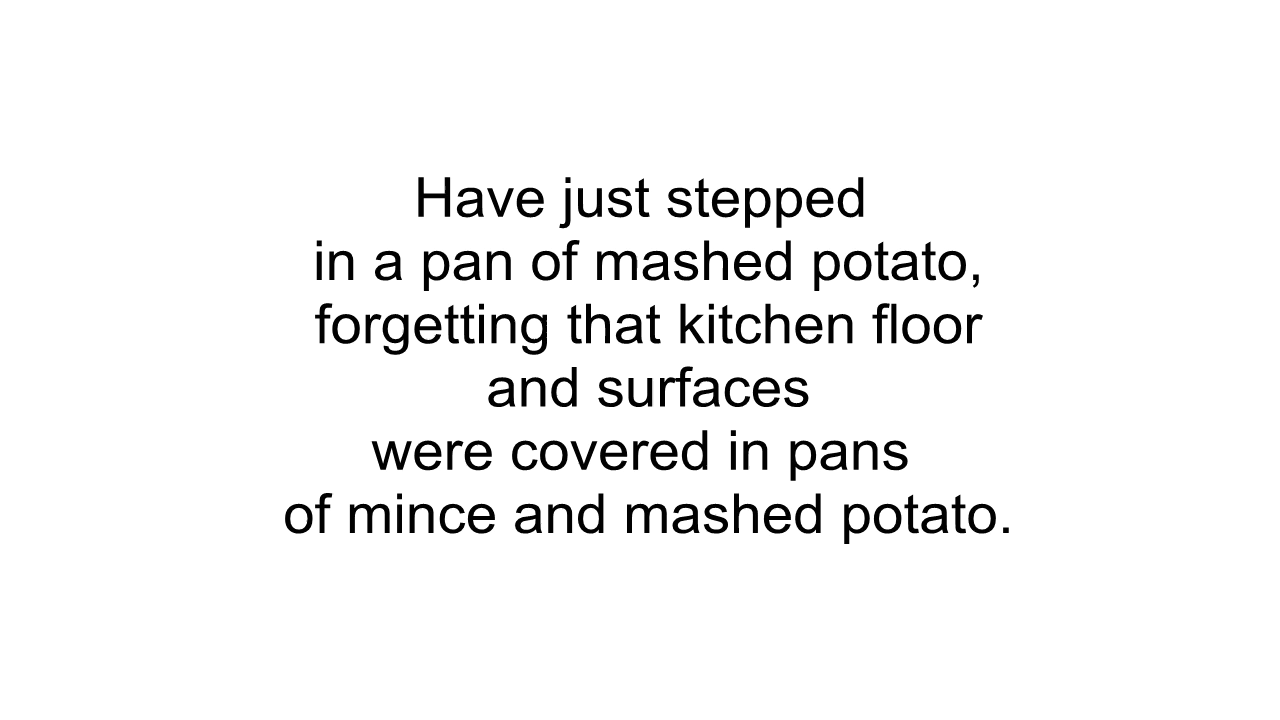 Have just stepped
in a pan of mashed potato,
forgetting that kitchen floor
and surfaces
were covered in pans
of mince and mashed potato.